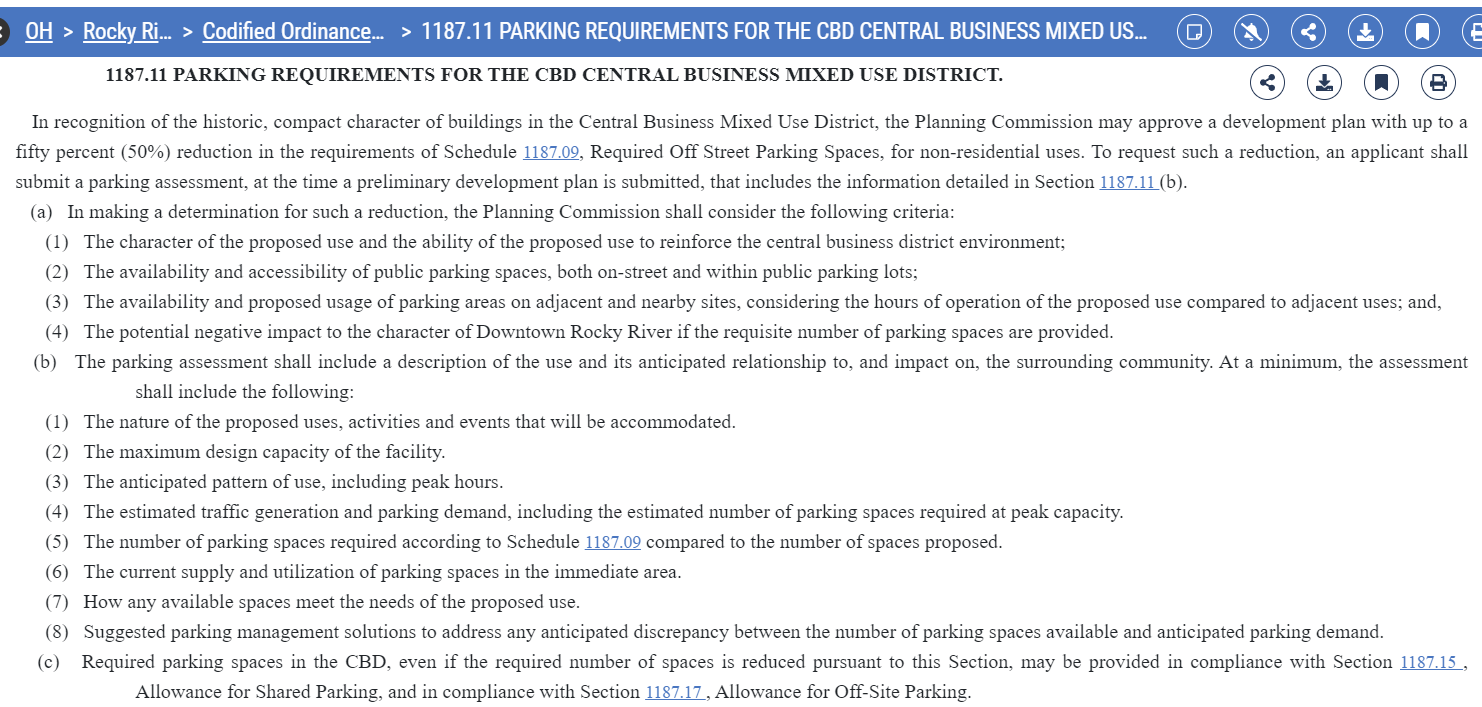 OH > Rocky Ri... > Codified Ordinance... > 1187.11 PARKING REQUIREMENTS FOR THE CBD CENTRAL BUSINESS MIXED US...
1187.11 PARKING REQUIREMENTS FOR THE CBD CENTRAL BUSINESS MIXED USE DISTRICT.
In recognition of the historic, compact character of buildings in the Central Business Mixed Use District, the Planning Commission may approve a development plan with up to a
fifty percent (50%) reduction in the requirements of Schedule 1187.09, Required Off Street Parking Spaces, for non-residential uses. To request such a reduction, an applicant shall
submit a parking assessment, at the time a preliminary development plan is submitted, that includes the information detailed in Section 1187.11 (b).
(a) In making a determination for such a reduction, the Planning Commission shall consider the following criteria:
(1) The character of the proposed use and the ability of the proposed use to reinforce the central business district environment;
(2) The availability and accessibility of public parking spaces, both on-street and within public parking lots;
(3) The availability and proposed usage of parking areas on adjacent and nearby sites, considering the hours of operation of the proposed use compared to adjacent uses; and,
(4) The potential negative impact to the character of Downtown Rocky River if the requisite number of parking spaces are provided.
(b) The parking assessment shall include a description of the use and its anticipated relationship to, and impact on, the surrounding community. At a minimum, the assessment
shall include the following:
(1) The nature of the proposed uses, activities and events that will be accommodated.
(2) The maximum design capacity of the facility.
(3) The anticipated pattern of use, including peak hours.
(4) The estimated traffic generation and parking demand, including the estimated number of parking spaces required at peak capacity.
(5) The number of parking spaces required according to Schedule 1187.09 compared to the number of spaces proposed.
(6) The current supply and utilization of parking spaces in the immediate area.
(7) How any available spaces meet the needs of the proposed use.
(8) Suggested parking management solutions to address any anticipated discrepancy between the number of parking spaces available and anticipated parking demand.
(c) Required parking spaces in the CBD, even if the required number of spaces is reduced pursuant to this Section, may be provided in compliance with Section 1187.15 ,
Allowance for Shared Parking, and in compliance with Section 1187.17 , Allowance for Off-Site Parking.